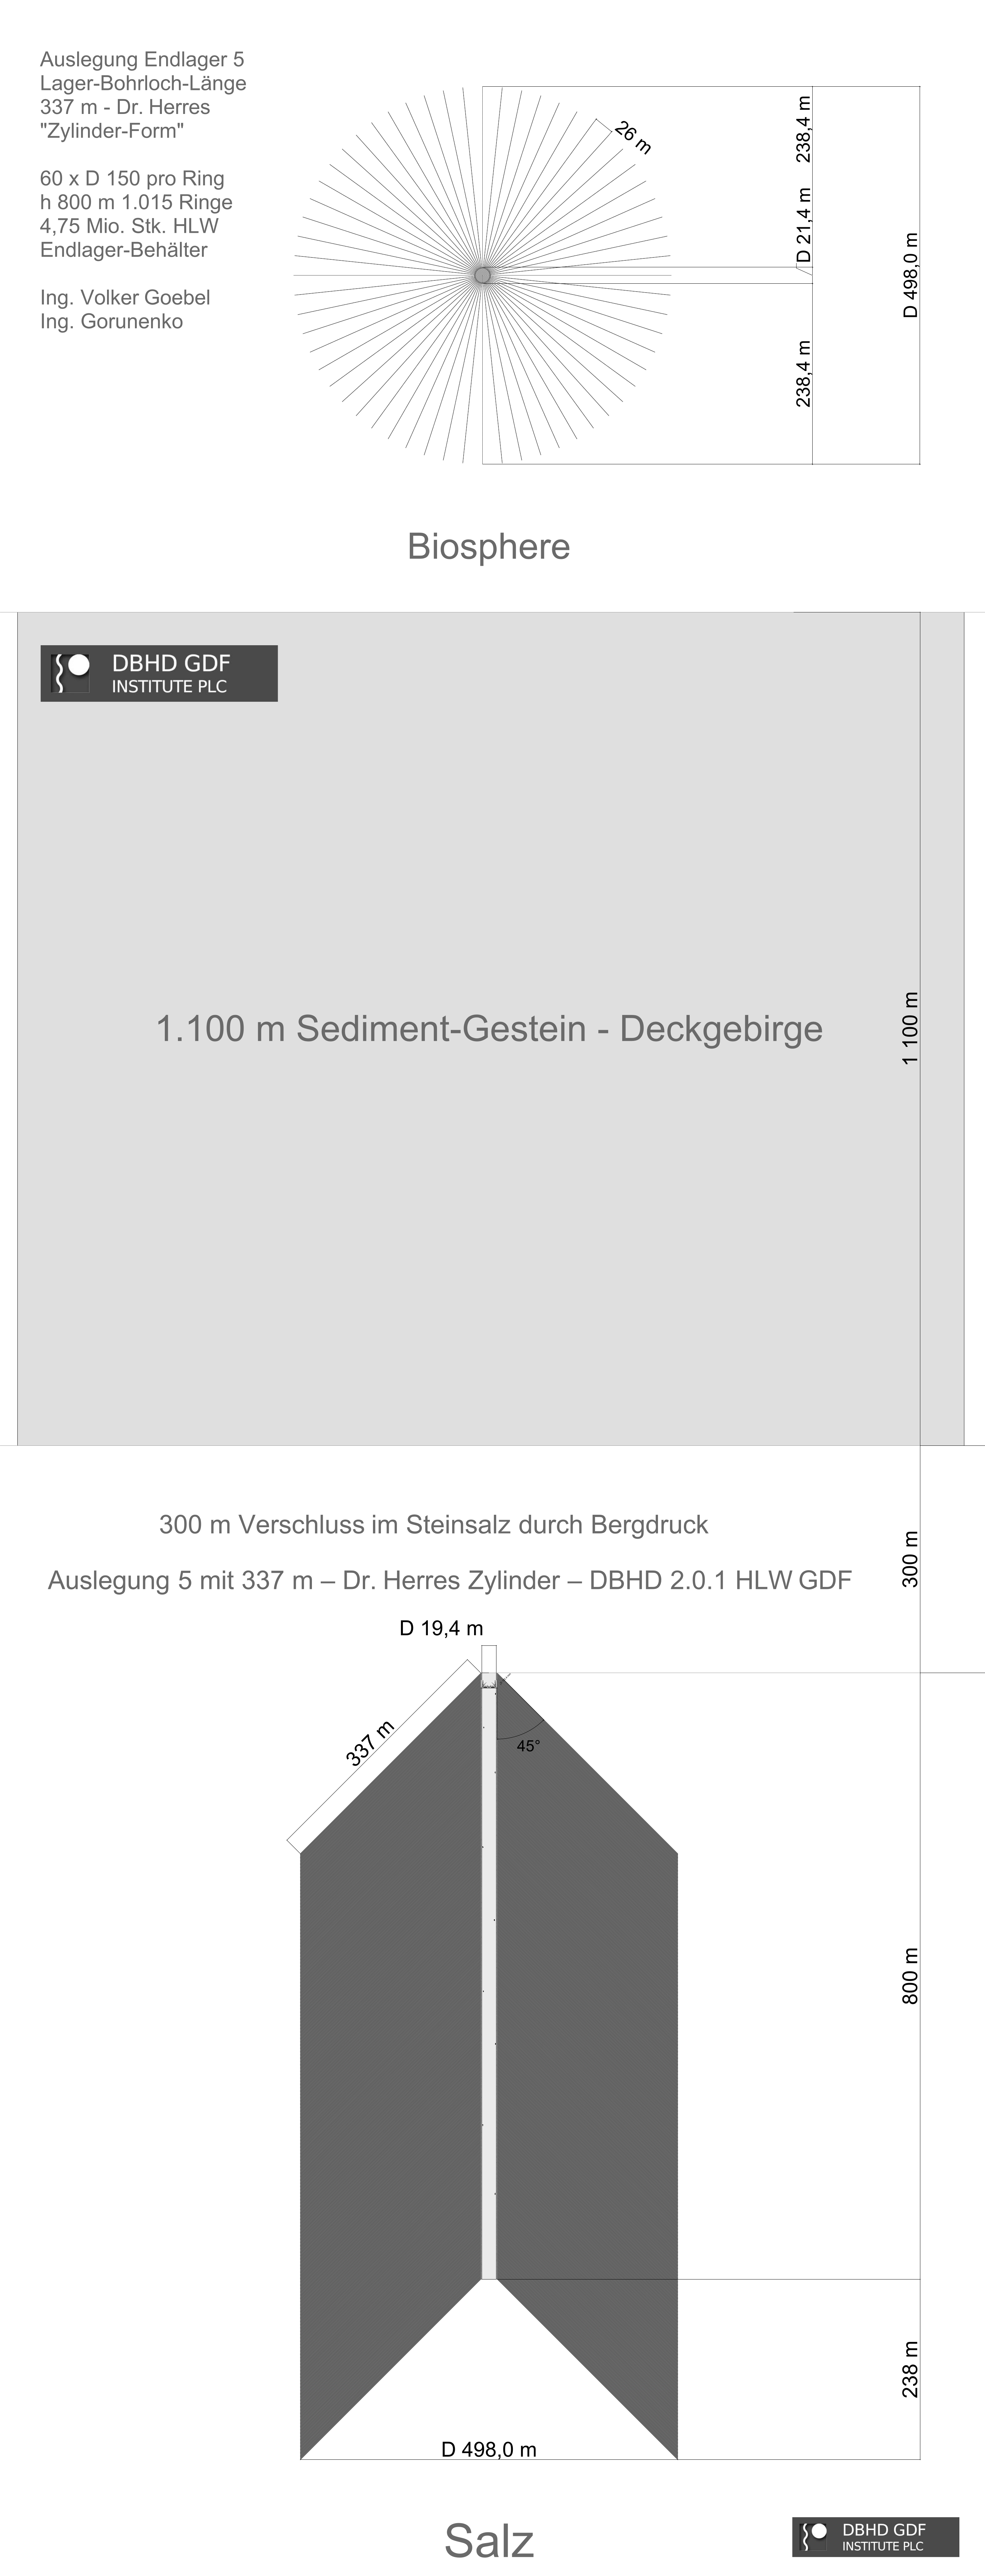 Auslegung Endlager 5
Lager-Bohrloch-Länge
337 m - Dr. Herres
"Zylinder-Form"
60 x D 150 pro Ring
h 800 m 1.015 Ringe
4,75 Mio. Stk. HLW
Endlager-Behälter
Ing. Volker Goebel
Ing. Gorunenko
26 m
238,4 m
D 21,4 m
238,4 m
D 498,0 m
Biosphere
DBHD GDF
INSTITUTE PLC
1.100 m Sediment-Gestein - Deckgebirge
1 100 m
300 m Verschluss im Steinsalz durch Bergdruck
300 m
Auslegung 5 mit 337 m – Dr. Herres Zylinder – DBHD 2.0.1 HLW GDF
D 19,4 m
337 m
45°
800 m
238 m
D 498,0 m
Salz
DBHD GDF
INSTITUTE PLC